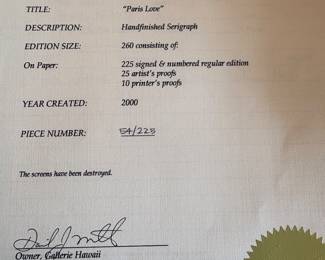 TITLE: "Paris Love"
DESCRIPTION: Handfinished Serigraph
EDITION SIZE: 260 consisting of:
On Paper: 225 signed & numbered regular edition
25 artist's proofs
10 printer's proofs
YEAR CREATED: 2000
PIECE NUMBER: 54/225
The screens have been destroyed.
Owner, Gallerie Hawaii